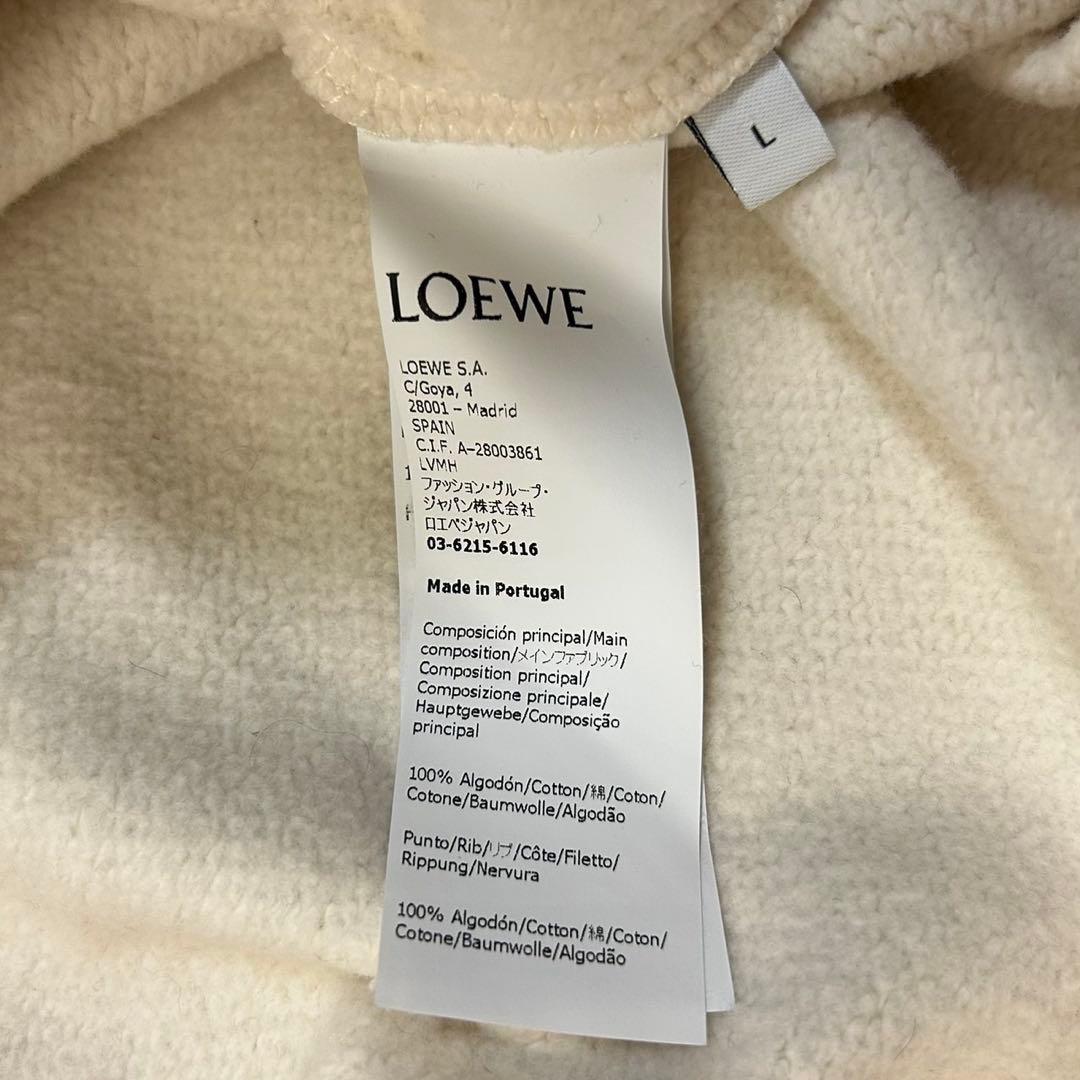 L
LOEWE
LOEWE S.A.
C/Goya, 4
28001 – Madrid
SPAIN
C.I.F. A–28003861
LVMH
ファッション・グループ・
ジャパン株式会社
ロエベジャパン
03-6215-6116
Made in Portugal
Composición principal/Main
composition/メインファブリック/
Composition principal/
Composizione principale/
Hauptgewebe/Composição
principal
100% Algodón/Cotton/綿/Coton/
Cotone/Baumwolle/Algodão
Punto/Rib/リブ/Côte/Filetto/
Rippung/Nervura
100% Algodón/Cotton/綿/Coton/
Cotone/Baumwolle/Algodão